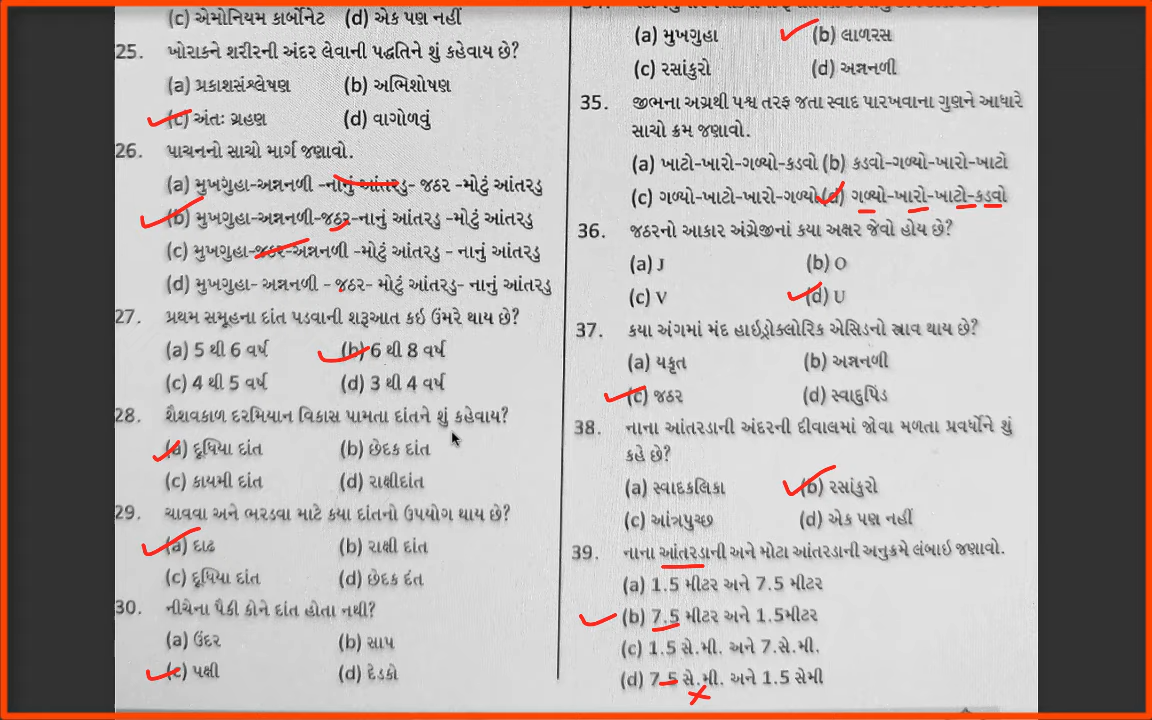 (c) એમોનિયમ કાર્બોનેટ (d) એક પણ નહીં
25. ખોરાકને શરીરની અંદર લેવાની પદ્ધતિને શું કહેવાય છે?
(a) પ્રકાશસંશ્લેષણ (b) અભિશોષણ
(c) અંતઃ ગ્રહણ (d) વાગોળવું
26. પાચનનો સાચો માર્ગ જણાવો.
(a) મુખગુહા-અન્નનળી -નાનું આંતરડુ- જઠર -મોટું આંતરડુ
(b) મુખગુહા-અન્નનળી-જઠર-નાનું આંતરડુ -મોટું આંતરડુ
(c) મુખગુહા-જઠર-અન્નનળી -મોટું આંતરડુ - નાનું આંતરડુ
(d) મુખગુહા- અન્નનળી - જઠર- મોટું આંતરડુ- નાનું આંતરડુ
27. પ્રથમ સમૂહના દાંત પડવાની શરૂઆત કઇ ઉંમરે થાય છે?
(a) 5 થી 6 વર્ષ (b) 6 થી 8 વર્ષ
(c) 4 થી 5 વર્ષ (d) 3 થી 4 વર્ષ
28. શૈશવકાળ દરમિયાન વિકાસ પામતા દાંતને શું કહેવાય?
(a) દૂધિયા દાંત (b) છેદક દાંત
(c) કાયમી દાંત (d) રાક્ષીદાંત
29. ચાવવા અને ભરડવા માટે કયા દાંતનો ઉપયોગ થાય છે?
(a) દાઢ (b) રાક્ષી દાંત
(c) દૂધિયા દાંત (d) છેદક દંત
30. નીચેના પૈકી કોને દાંત હોતા નથી?
(a) ઉંદર (b) સાપ
(c) પક્ષી (d) દેડકો
(a) મુખગુહા (b) લાળરસ
(c) રસાંકુરો (d) અન્નનળી
35. જીભના અગ્રથી પશ્વ તરફ જતા સ્વાદ પારખવાના ગુણને આધારે
સાચો ક્રમ જણાવો.
(a) ખાટો-ખારો-ગળ્યો-કડવો (b) કડવો-ગળ્યો-ખારો-ખાટો
(c) ગળ્યો-ખાટો-ખારો-ગળ્યો (d) ગળ્યો-ખારો-ખાટો-કડવો
36. જઠરનો આકાર અંગ્રેજીનાં કયા અક્ષર જેવો હોય છે?
(a) J (b) O
(c) V (d) U
37. કયા અંગમાં મંદ હાઇડ્રોક્લોરિક એસિડનો સ્રાવ થાય છે?
(a) યકૃત (b) અન્નનળી
(c) જઠર (d) સ્વાદુપિંડ
38. નાના આંતરડાની અંદરની દીવાલમાં જોવા મળતા પ્રવર્ધોને શું
કહે છે?
(a) સ્વાદકલિકા (b) રસાંકુરો
(c) આંત્રપુચ્છ (d) એક પણ નહીં
39. નાના આંતરડાની અને મોટા આંતરડાની અનુક્રમે લંબાઇ જણાવો.
(a) 1.5 મીટર અને 7.5 મીટર
(b) 7.5 મીટર અને 1.5મીટર
(c) 1.5 સે.મી. અને 7.સે.મી.
(d) 7.5 સે.મી. અને 1.5 સેમી